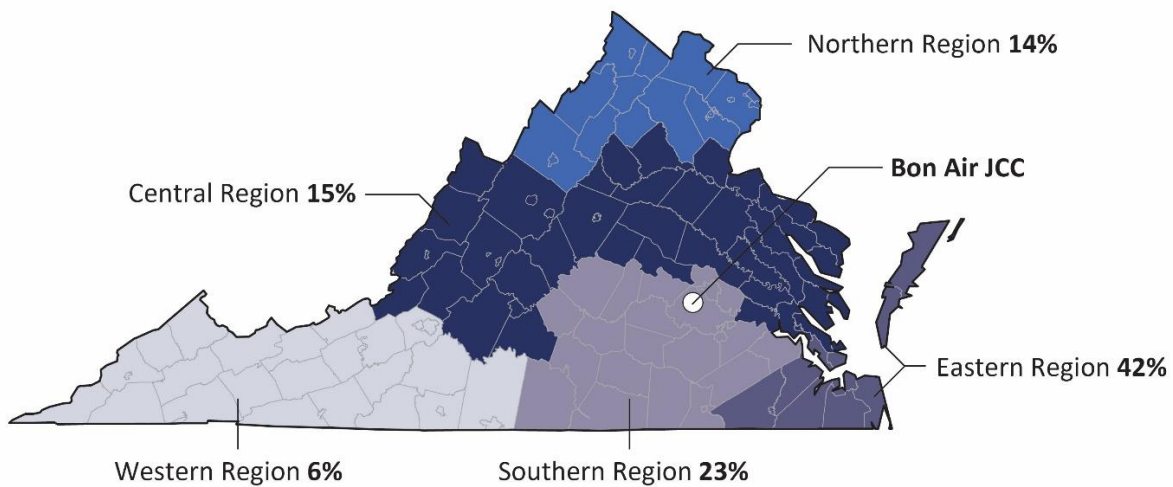 Northern Region 14%
Bon Air JCC
Central Region 15%
Eastern Region 42%
Western Region 6%
Southern Region 23%